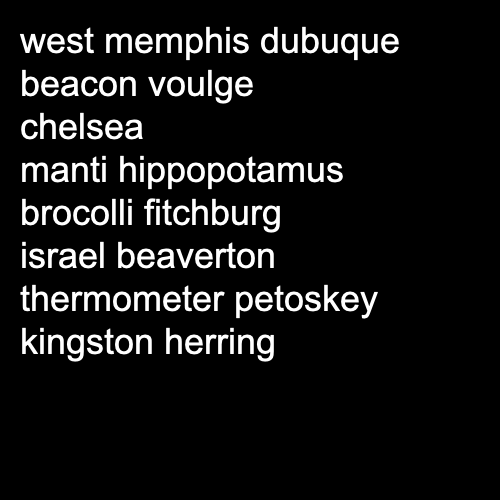 west memphis dubuque
beacon voulge
chelsea
manti hippopotamus
brocolli fitchburg
israel beaverton
thermometer petoskey
kingston herring